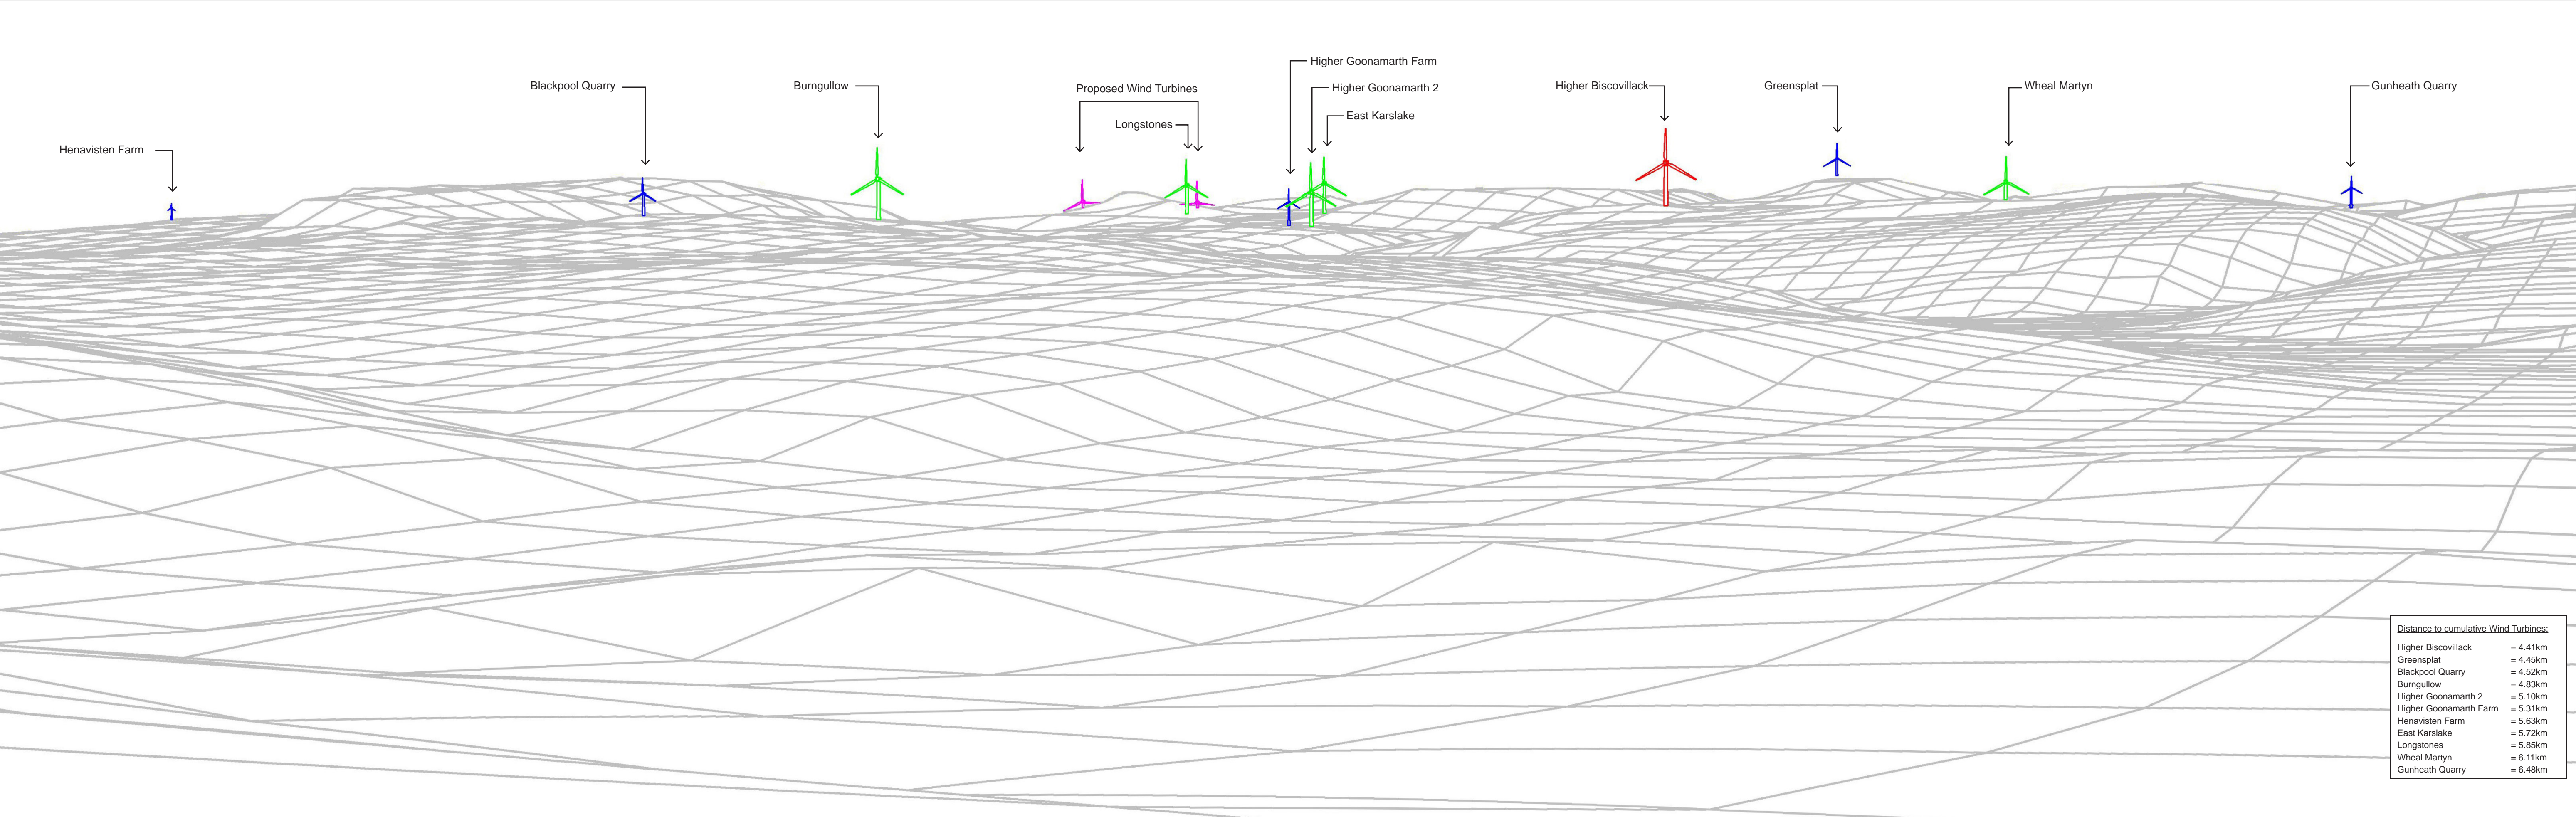 Higher Goonamarth Farm
Blackpool Quarry
Burngullow
Proposed Wind Turbines
Higher Goonamarth 2
Higher Biscovillack
Greensplat
Wheal Martyn
Gunheath Quarry
East Karslake
Longstones
Henavisten Farm
Distance to cumulative Wind Turbines:
Higher Biscovillack = 4.41km
Greensplat = 4.45km
Blackpool Quarry = 4.52km
Burngullow = 4.83km
Higher Goonamarth 2 = 5.10km
Higher Goonamarth Farm = 5.31km
Henavisten Farm = 5.63km
East Karslake = 5.72km
Longstones = 5.85km
Wheal Martyn = 6.11km
Gunheath Quarry = 6.48km